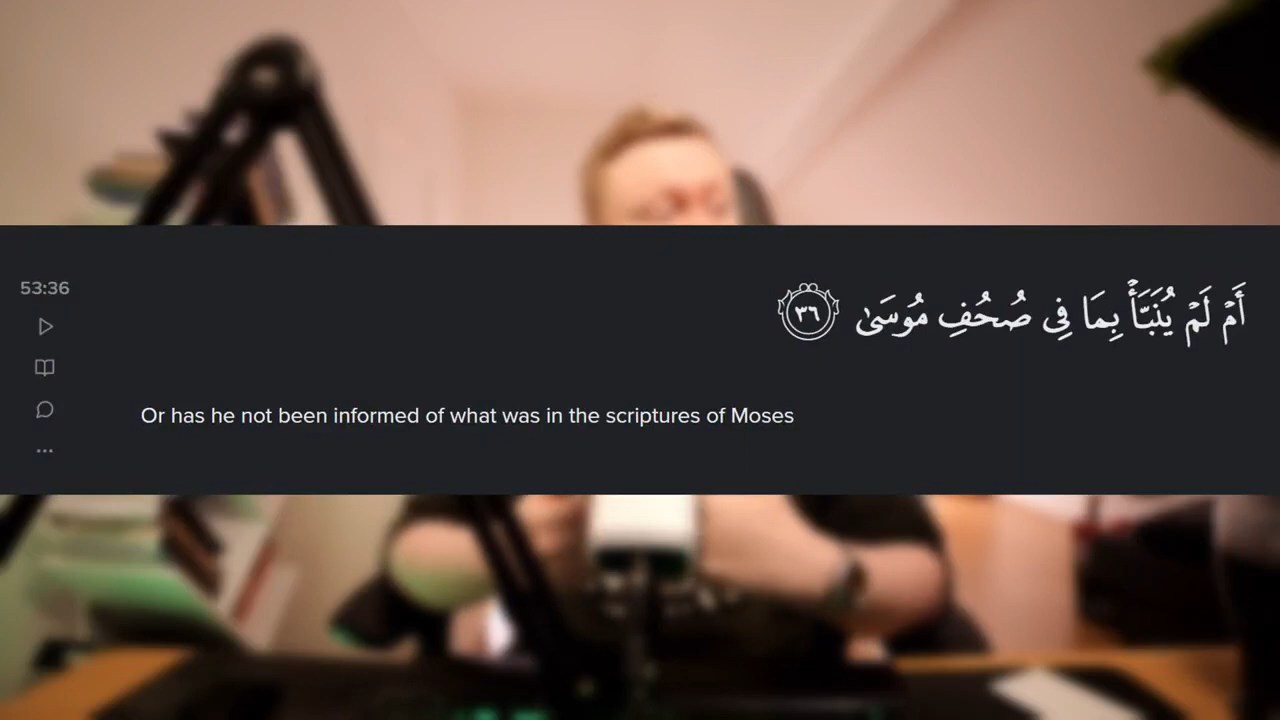 53:36
أَمْ لَمْ يُنَبَّأْ بِمَا فِى صُحُفِ مُوسَىٰ ٣٦
Or has he not been informed of what was in the scriptures of Moses